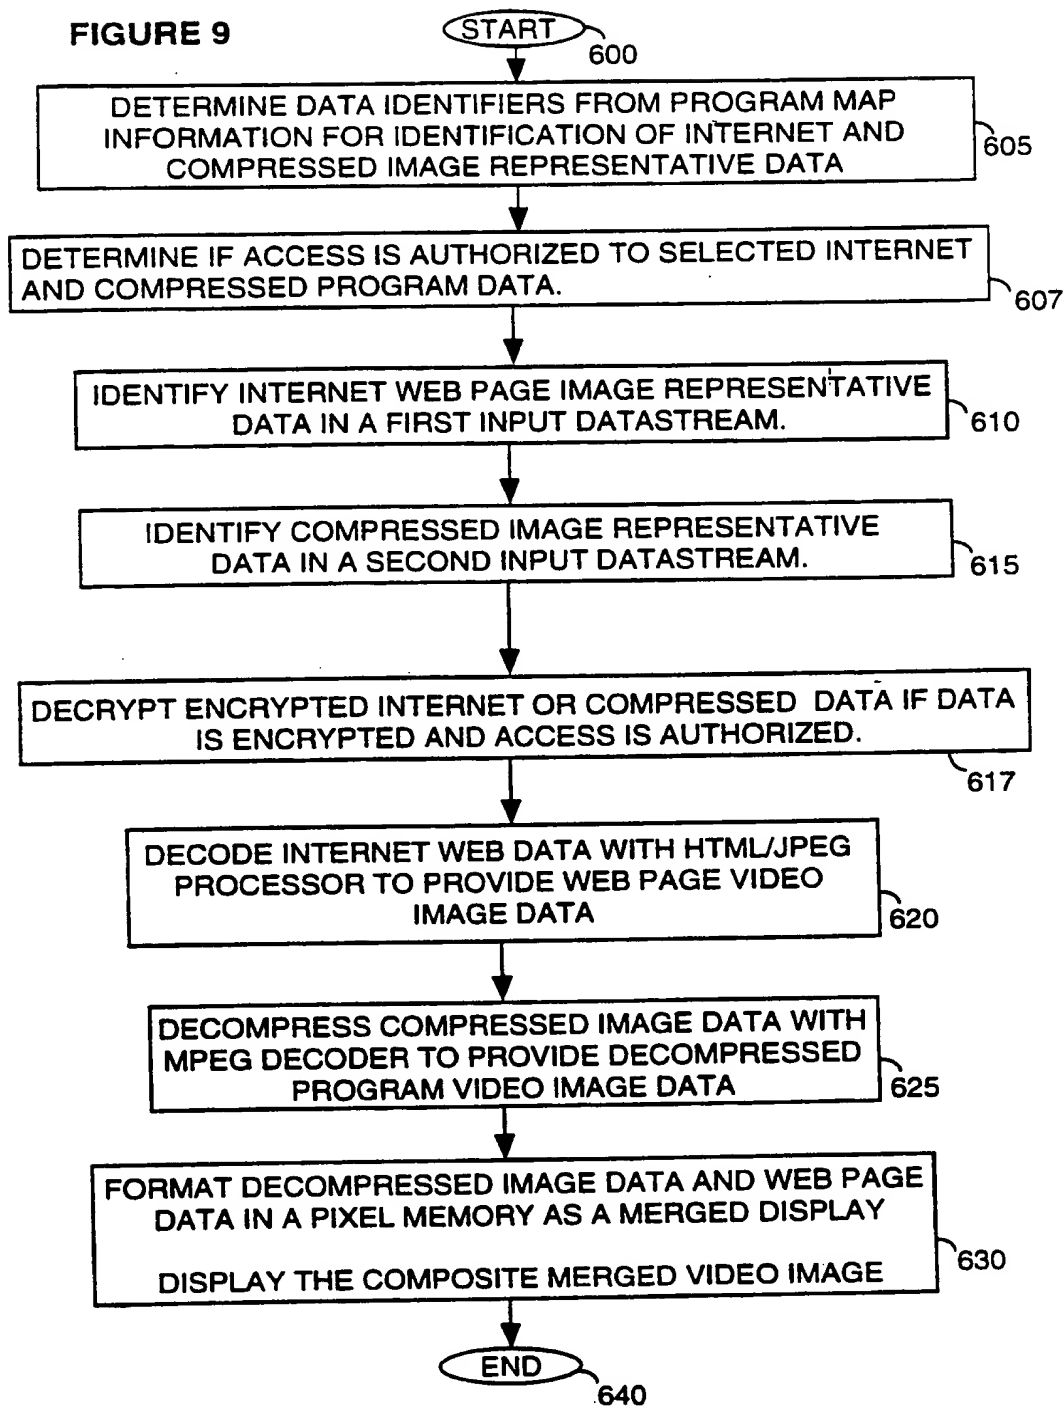 FIGURE 9
START
600
DETERMINE DATA IDENTIFIERS FROM PROGRAM MAP
INFORMATION FOR IDENTIFICATION OF INTERNET AND
COMPRESSED IMAGE REPRESENTATIVE DATA
605
DETERMINE IF ACCESS IS AUTHORIZED TO SELECTED INTERNET
AND COMPRESSED PROGRAM DATA.
607
IDENTIFY INTERNET WEB PAGE IMAGE REPRESENTATIVE
DATA IN A FIRST INPUT DATASTREAM.
610
IDENTIFY COMPRESSED IMAGE REPRESENTATIVE
DATA IN A SECOND INPUT DATASTREAM.
615
DECRYPT ENCRYPTED INTERNET OR COMPRESSED DATA IF DATA
IS ENCRYPTED AND ACCESS IS AUTHORIZED.
617
DECODE INTERNET WEB DATA WITH HTML/JPEG
PROCESSOR TO PROVIDE WEB PAGE VIDEO
IMAGE DATA
620
DECOMPRESS COMPRESSED IMAGE DATA WITH
MPEG DECODER TO PROVIDE DECOMPRESSED
PROGRAM VIDEO IMAGE DATA
625
FORMAT DECOMPRESSED IMAGE DATA AND WEB PAGE
DATA IN A PIXEL MEMORY AS A MERGED DISPLAY
DISPLAY THE COMPOSITE MERGED VIDEO IMAGE
630
END
640